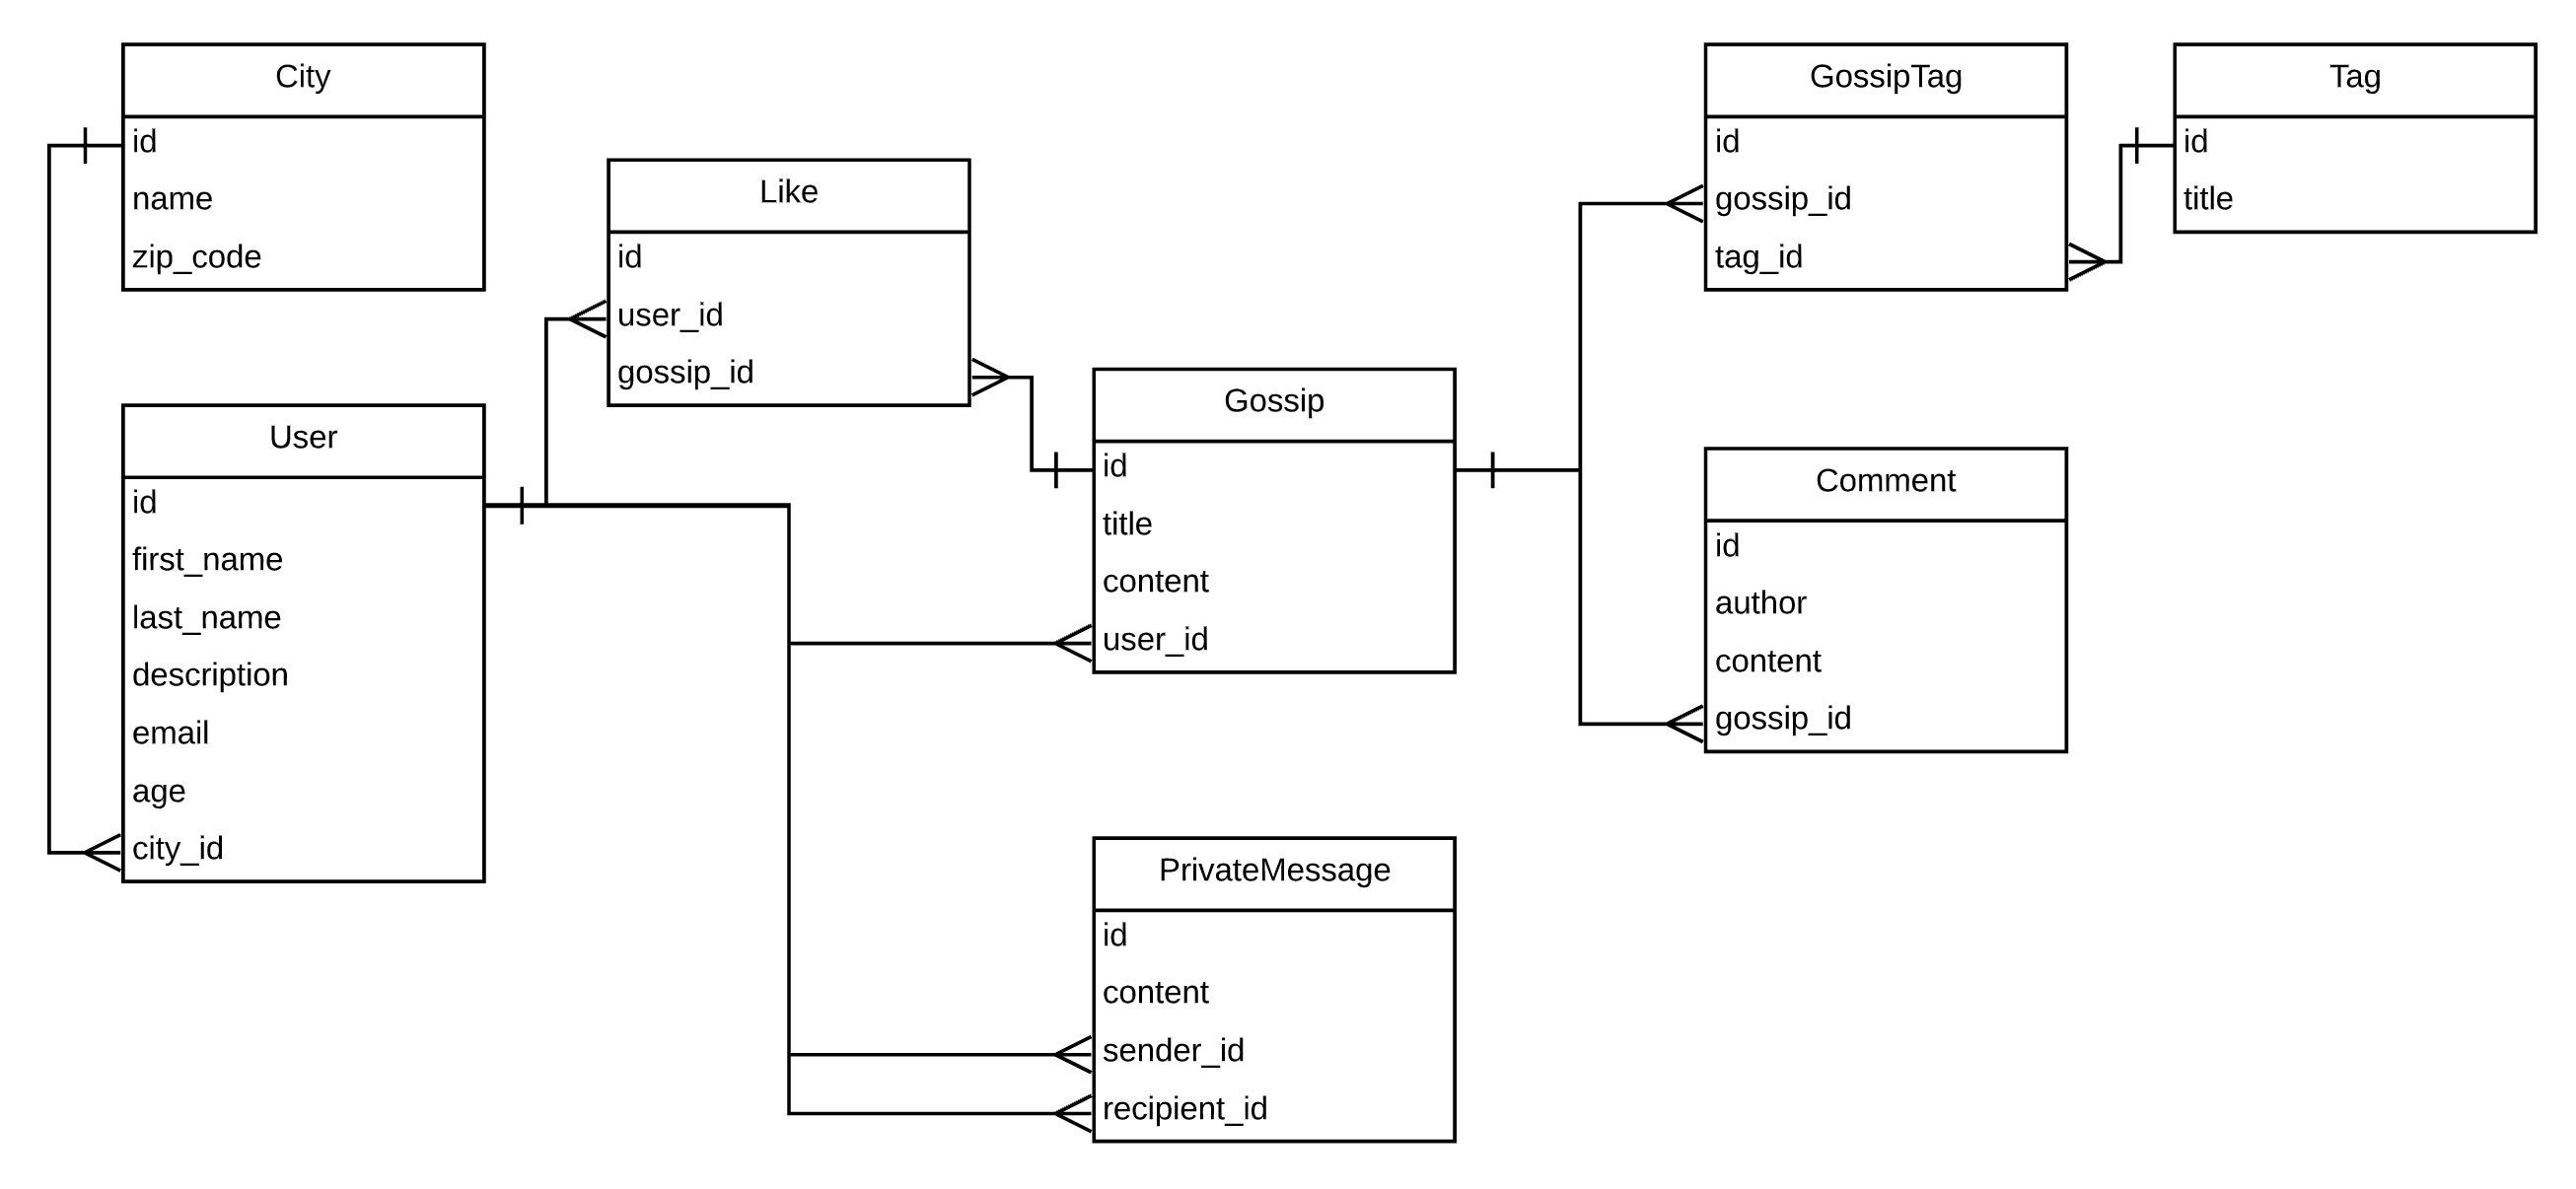 City
id
name
zip_code
User
id
first_name
last_name
description
email
age
city_id
Like
id
user_id
gossip_id
Gossip
id
title
content
user_id
PrivateMessage
id
content
sender_id
recipient_id
GossipTag
id
gossip_id
tag_id
Comment
id
author
content
gossip_id
Tag
id
title